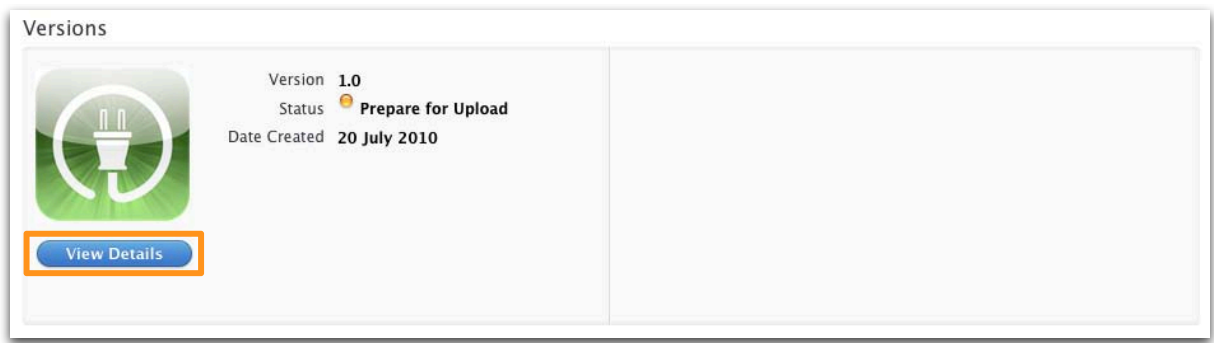 Versions
Version 1.0
Status Prepare for Upload
Date Created 20 July 2010
View Details